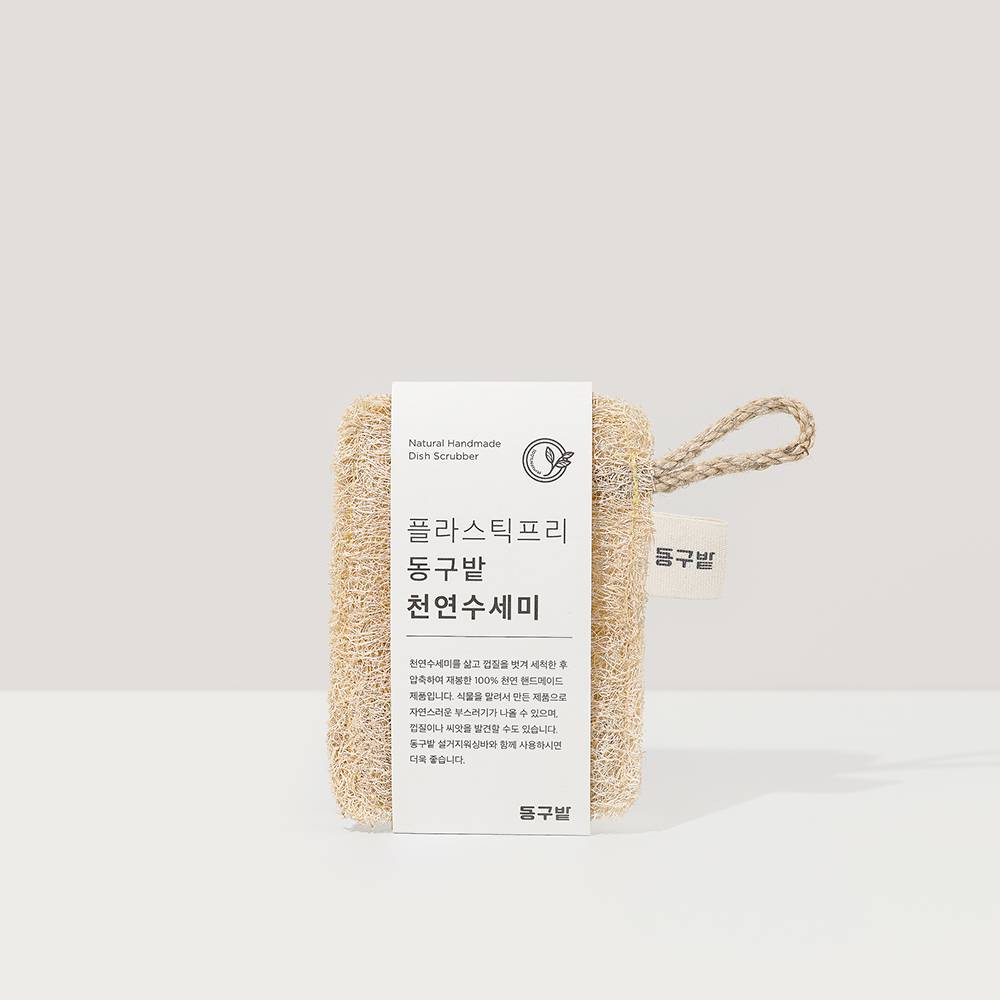 Natural Handmade
Dish Scrubber
플라스틱프리
동구밭
천연수세미
천연수세미를 삶고 껍질을 벗겨 세척한 후
압축하여 재봉한 100% 천연 핸드메이드
제품입니다. 식물을 말려서 만든 제품으로
자연스러운 부스러기가 나올 수 있으며,
껍질이나 씨앗을 발견할 수도 있습니다.
동구밭 설거지워싱바와 함께 사용하시면
더욱 좋습니다.
동구밭
동구밭